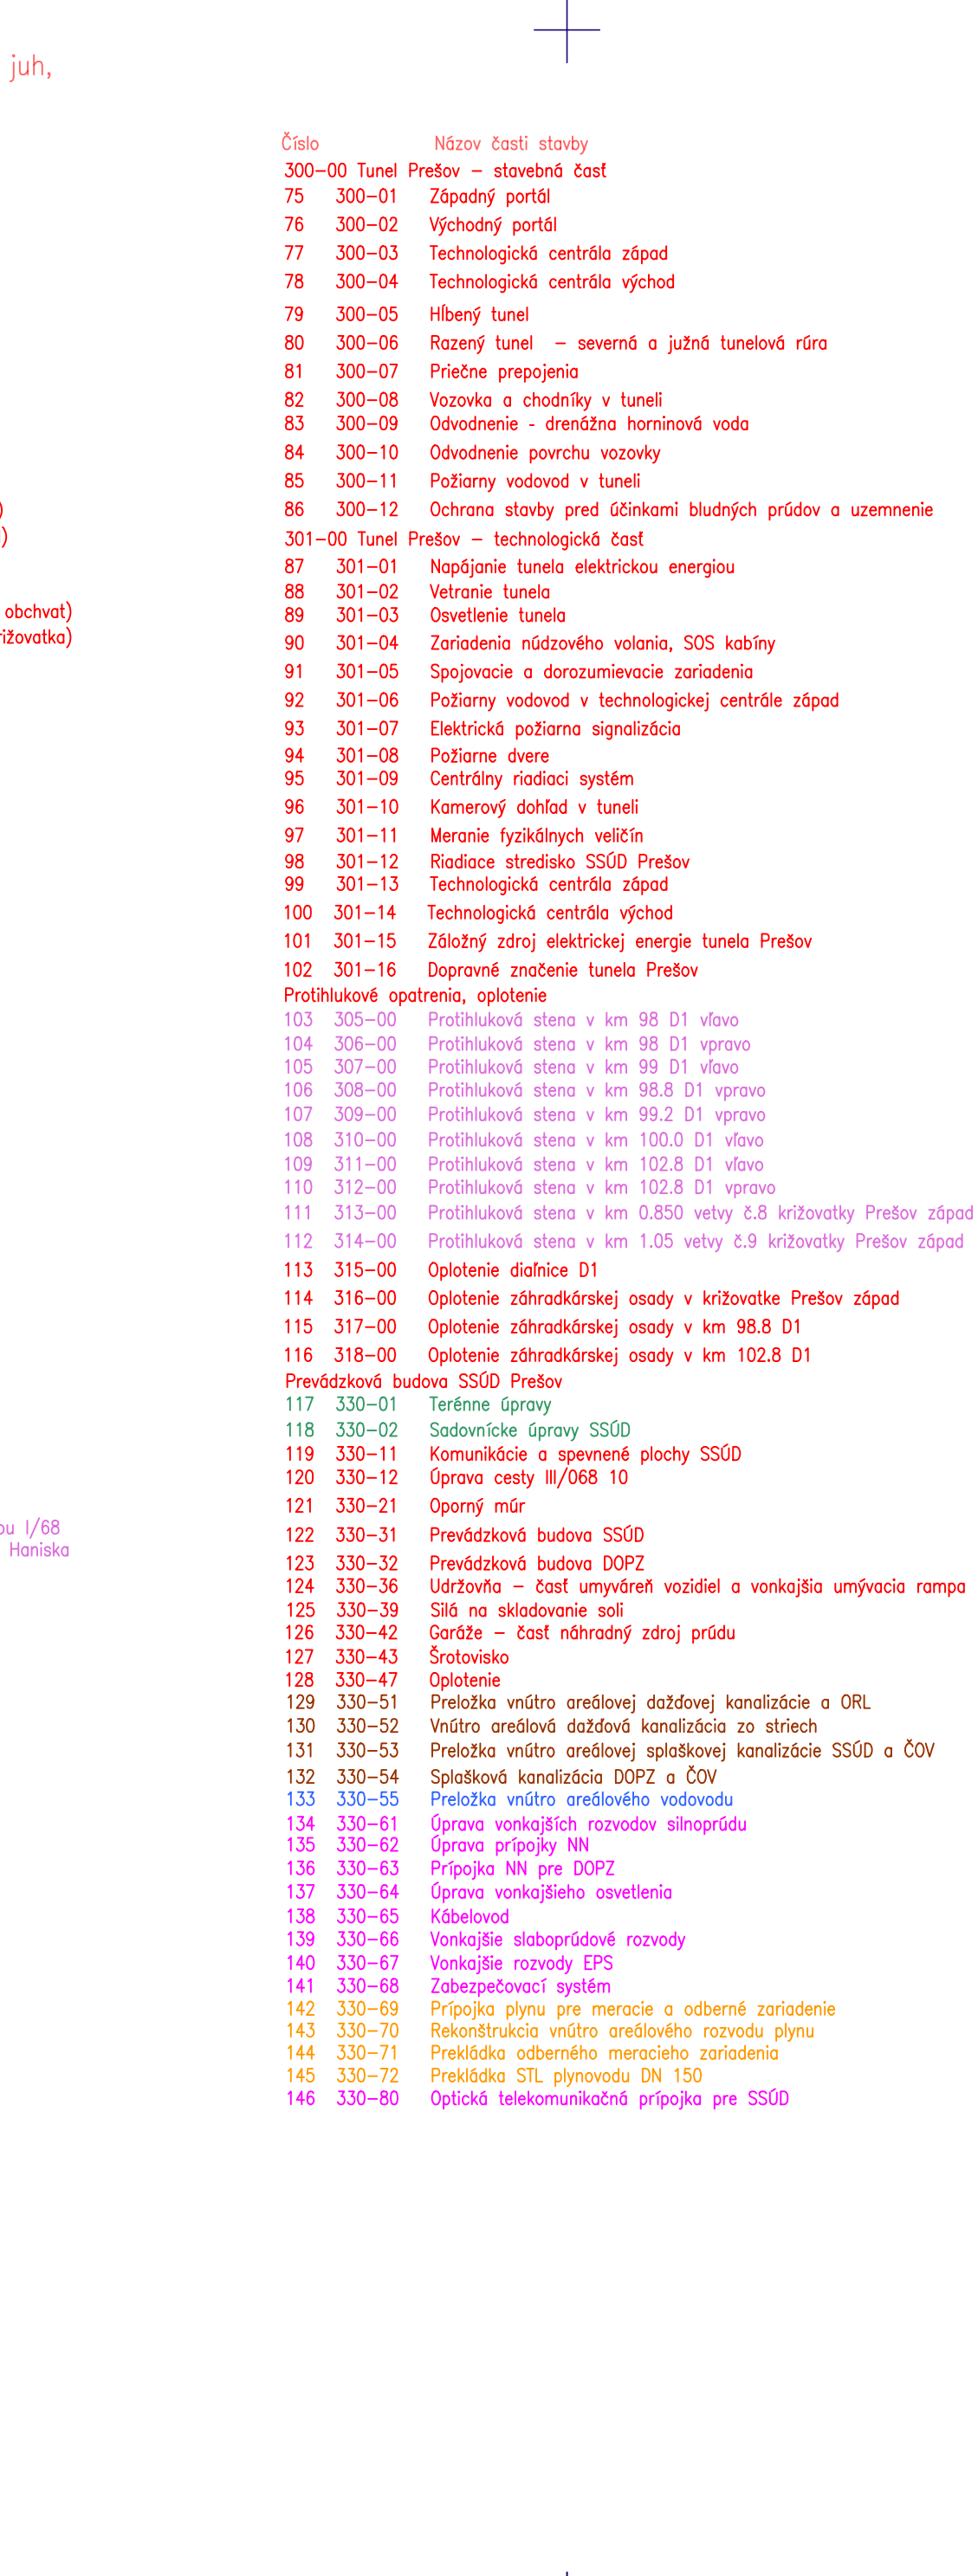 juh,
Číslo Názov časti stavby
300-00 Tunel Prešov – stavebná časť
75 300-01 Západný portál
76 300-02 Východný portál
77 300-03 Technologická centrála západ
78 300-04 Technologická centrála východ
79 300-05 Hĺbený tunel
80 300-06 Razený tunel – severná a južná tunelová rúra
81 300-07 Priečne prepojenia
82 300-08 Vozovka a chodníky v tuneli
83 300-09 Odvodnenie - drenážna horninová voda
84 300-10 Odvodnenie povrchu vozovky
85 300-11 Požiarny vodovod v tuneli
)
86 300-12 Ochrana stavby pred účinkami bludných prúdov a uzemnenie
)
301-00 Tunel Prešov – technologická časť
87 301-01 Napájanie tunela elektrickou energiou
88 301-02 Vetranie tunela
obchvat)
89 301-03 Osvetlenie tunela
rižovatka)
90 301-04 Zariadenia núdzového volania, SOS kabíny
91 301-05 Spojovacie a dorozumievacie zariadenia
92 301-06 Požiarny vodovod v technologickej centrále západ
93 301-07 Elektrická požiarna signalizácia
94 301-08 Požiarne dvere
95 301-09 Centrálny riadiaci systém
96 301-10 Kamerový dohľad v tuneli
97 301-11 Meranie fyzikálnych veličín
98 301-12 Riadiace stredisko SSÚD Prešov
99 301-13 Technologická centrála západ
100 301-14 Technologická centrála východ
101 301-15 Záložný zdroj elektrickej energie tunela Prešov
102 301-16 Dopravné značenie tunela Prešov
Protihlukové opatrenia, oplotenie
103 305-00 Protihluková stena v km 98 D1 vľavo
104 306-00 Protihluková stena v km 98 D1 vpravo
105 307-00 Protihluková stena v km 99 D1 vľavo
106 308-00 Protihluková stena v km 98.8 D1 vpravo
107 309-00 Protihluková stena v km 99.2 D1 vpravo
108 310-00 Protihluková stena v km 100.0 D1 vľavo
109 311-00 Protihluková stena v km 102.8 D1 vľavo
110 312-00 Protihluková stena v km 102.8 D1 vpravo
111 313-00 Protihluková stena v km 0.850 vetvy č.8 križovatky Prešov západ
112 314-00 Protihluková stena v km 1.05 vetvy č.9 križovatky Prešov západ
113 315-00 Oplotenie diaľnice D1
114 316-00 Oplotenie záhradkárskej osady v križovatke Prešov západ
115 317-00 Oplotenie záhradkárskej osady v km 98.8 D1
116 318-00 Oplotenie záhradkárskej osady v km 102.8 D1
Prevádzková budova SSÚD Prešov
117 330-01 Terénne úpravy
118 330-02 Sadovnícke úpravy SSÚD
119 330-11 Komunikácie a spevnené plochy SSÚD
120 330-12 Úprava cesty III/068 10
121 330-21 Oporný múr
ou I/68
122 330-31 Prevádzková budova SSÚD
Haniska
123 330-32 Prevádzková budova DOPZ
124 330-36 Udržovňa – časť umyváreň vozidiel a vonkajšia umývacia rampa
125 330-39 Silá na skladovanie soli
126 330-42 Garáže – časť náhradný zdroj prúdu
127 330-43 Šrotovisko
128 330-47 Oplotenie
129 330-51 Preložka vnútro areálovej dažďovej kanalizácie a ORL
130 330-52 Vnútro areálová dažďová kanalizácia zo striech
131 330-53 Preložka vnútro areálovej splaškovej kanalizácie SSÚD a ČOV
132 330-54 Splašková kanalizácia DOPZ a ČOV
133 330-55 Preložka vnútro areálového vodovodu
134 330-61 Úprava vonkajších rozvodov silnoprúdu
135 330-62 Úprava prípojky NN
136 330-63 Prípojka NN pre DOPZ
137 330-64 Úprava vonkajšieho osvetlenia
138 330-65 Kábelovod
139 330-66 Vonkajšie slaboprúdové rozvody
140 330-67 Vonkajšie rozvody EPS
141 330-68 Zabezpečovací systém
142 330-69 Prípojka plynu pre meracie a odberné zariadenie
143 330-70 Rekonštrukcia vnútro areálového rozvodu plynu
144 330-71 Prekládka odberného meracieho zariadenia
145 330-72 Prekládka STL plynovodu DN 150
146 330-80 Optická telekomunikačná prípojka pre SSÚD